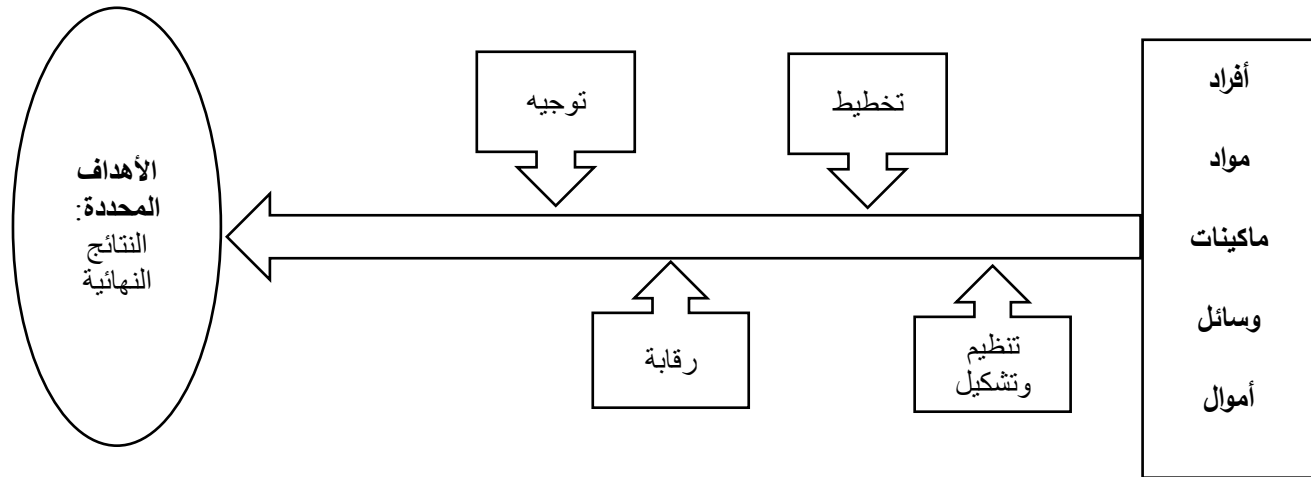 أفراد
مواد
ماكينات
وسائل
أموال
تخطيط
توجيه
تنظيم
وتشكيل
رقابة
الأهداف
المحددة:
النتائج
النهائية